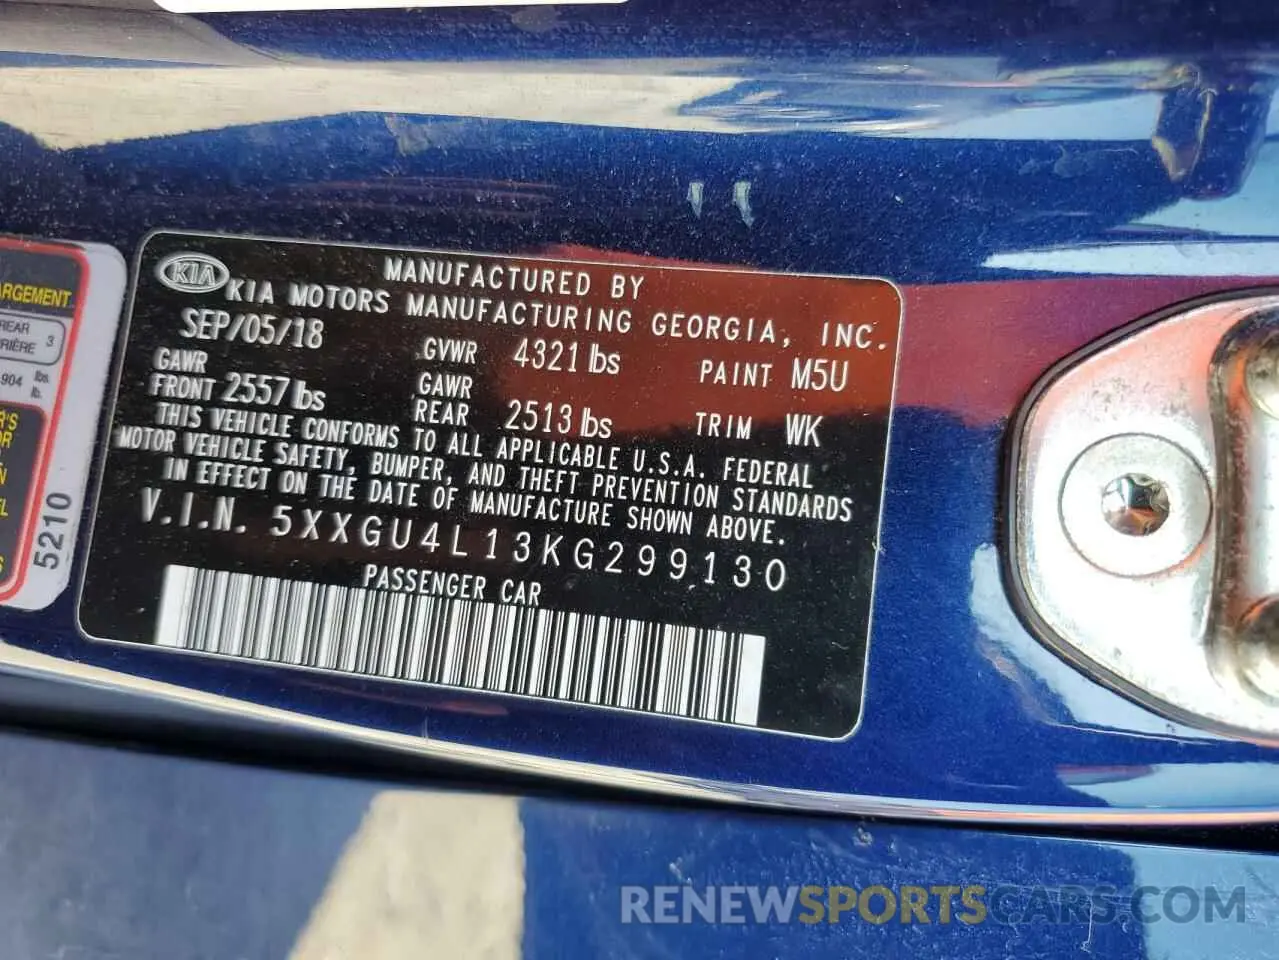 MANUFACTURED BY
KIA KIA MOTORS MANUFACTURING GEORGIA, INC.
SEP/05/18 GVWR 4321 lbs PAINT M5U
GAWR FRONT 2557 lbs GAWR REAR 2513 lbs TRIM WK
THIS VEHICLE CONFORMS TO ALL APPLICABLE U.S.A. FEDERAL
MOTOR VEHICLE SAFETY, BUMPER, AND THEFT PREVENTION STANDARDS
IN EFFECT ON THE DATE OF MANUFACTURE SHOWN ABOVE.
V.I.N. 5XXGU4L13KG299130
PASSENGER CAR
REAR 3
904 lbs. lb.
5210
RENEWSPORTSCARS.COM